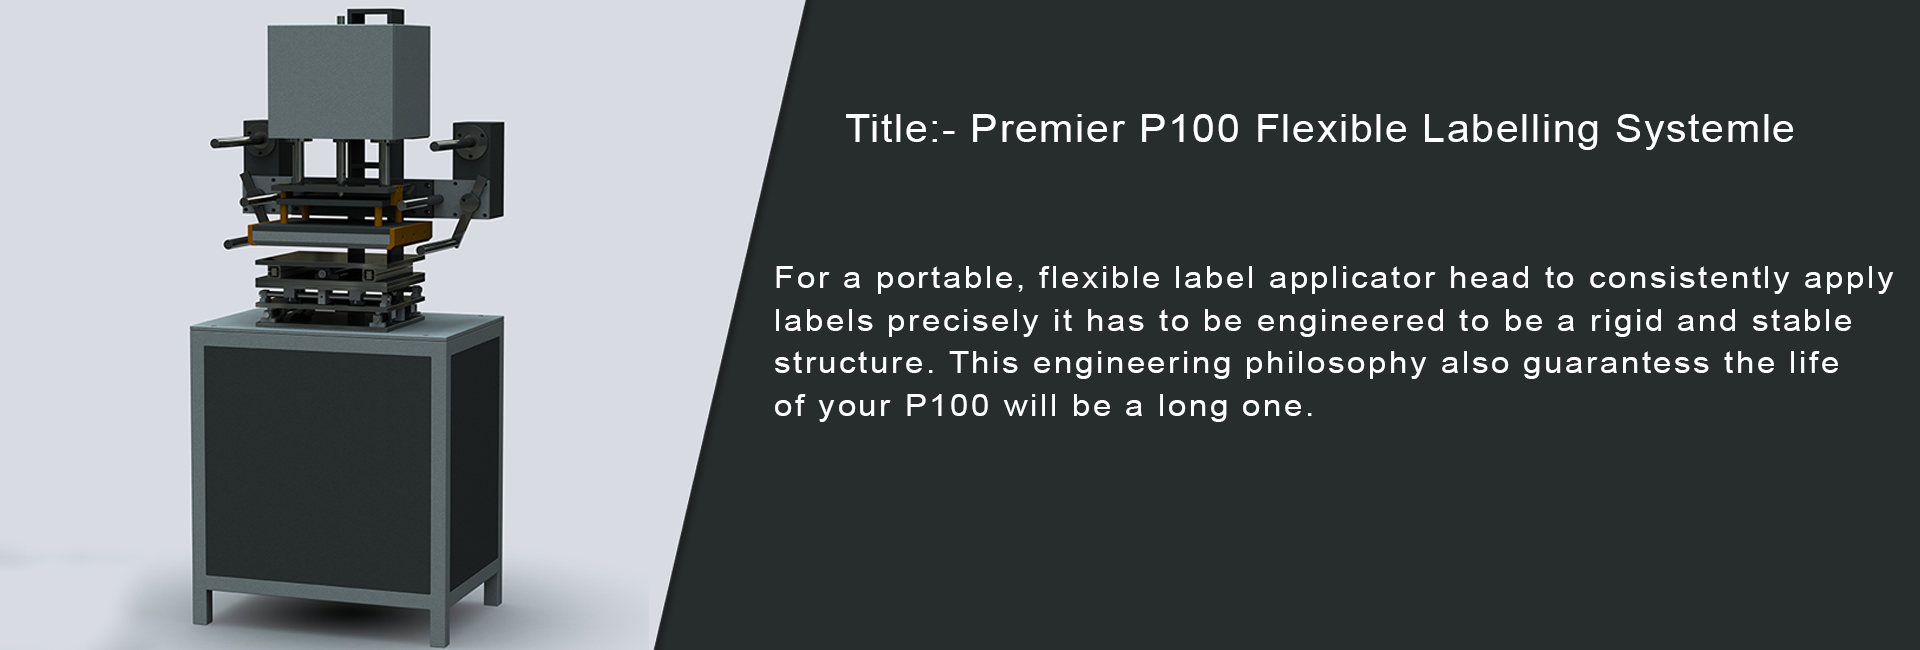 Title:- Premier P100 Flexible Labelling Systemle
For a portable, flexible label applicator head to consistently apply
labels precisely it has to be engineered to be a rigid and stable
structure. This engineering philosophy also guarantess the life
of your P100 will be a long one.